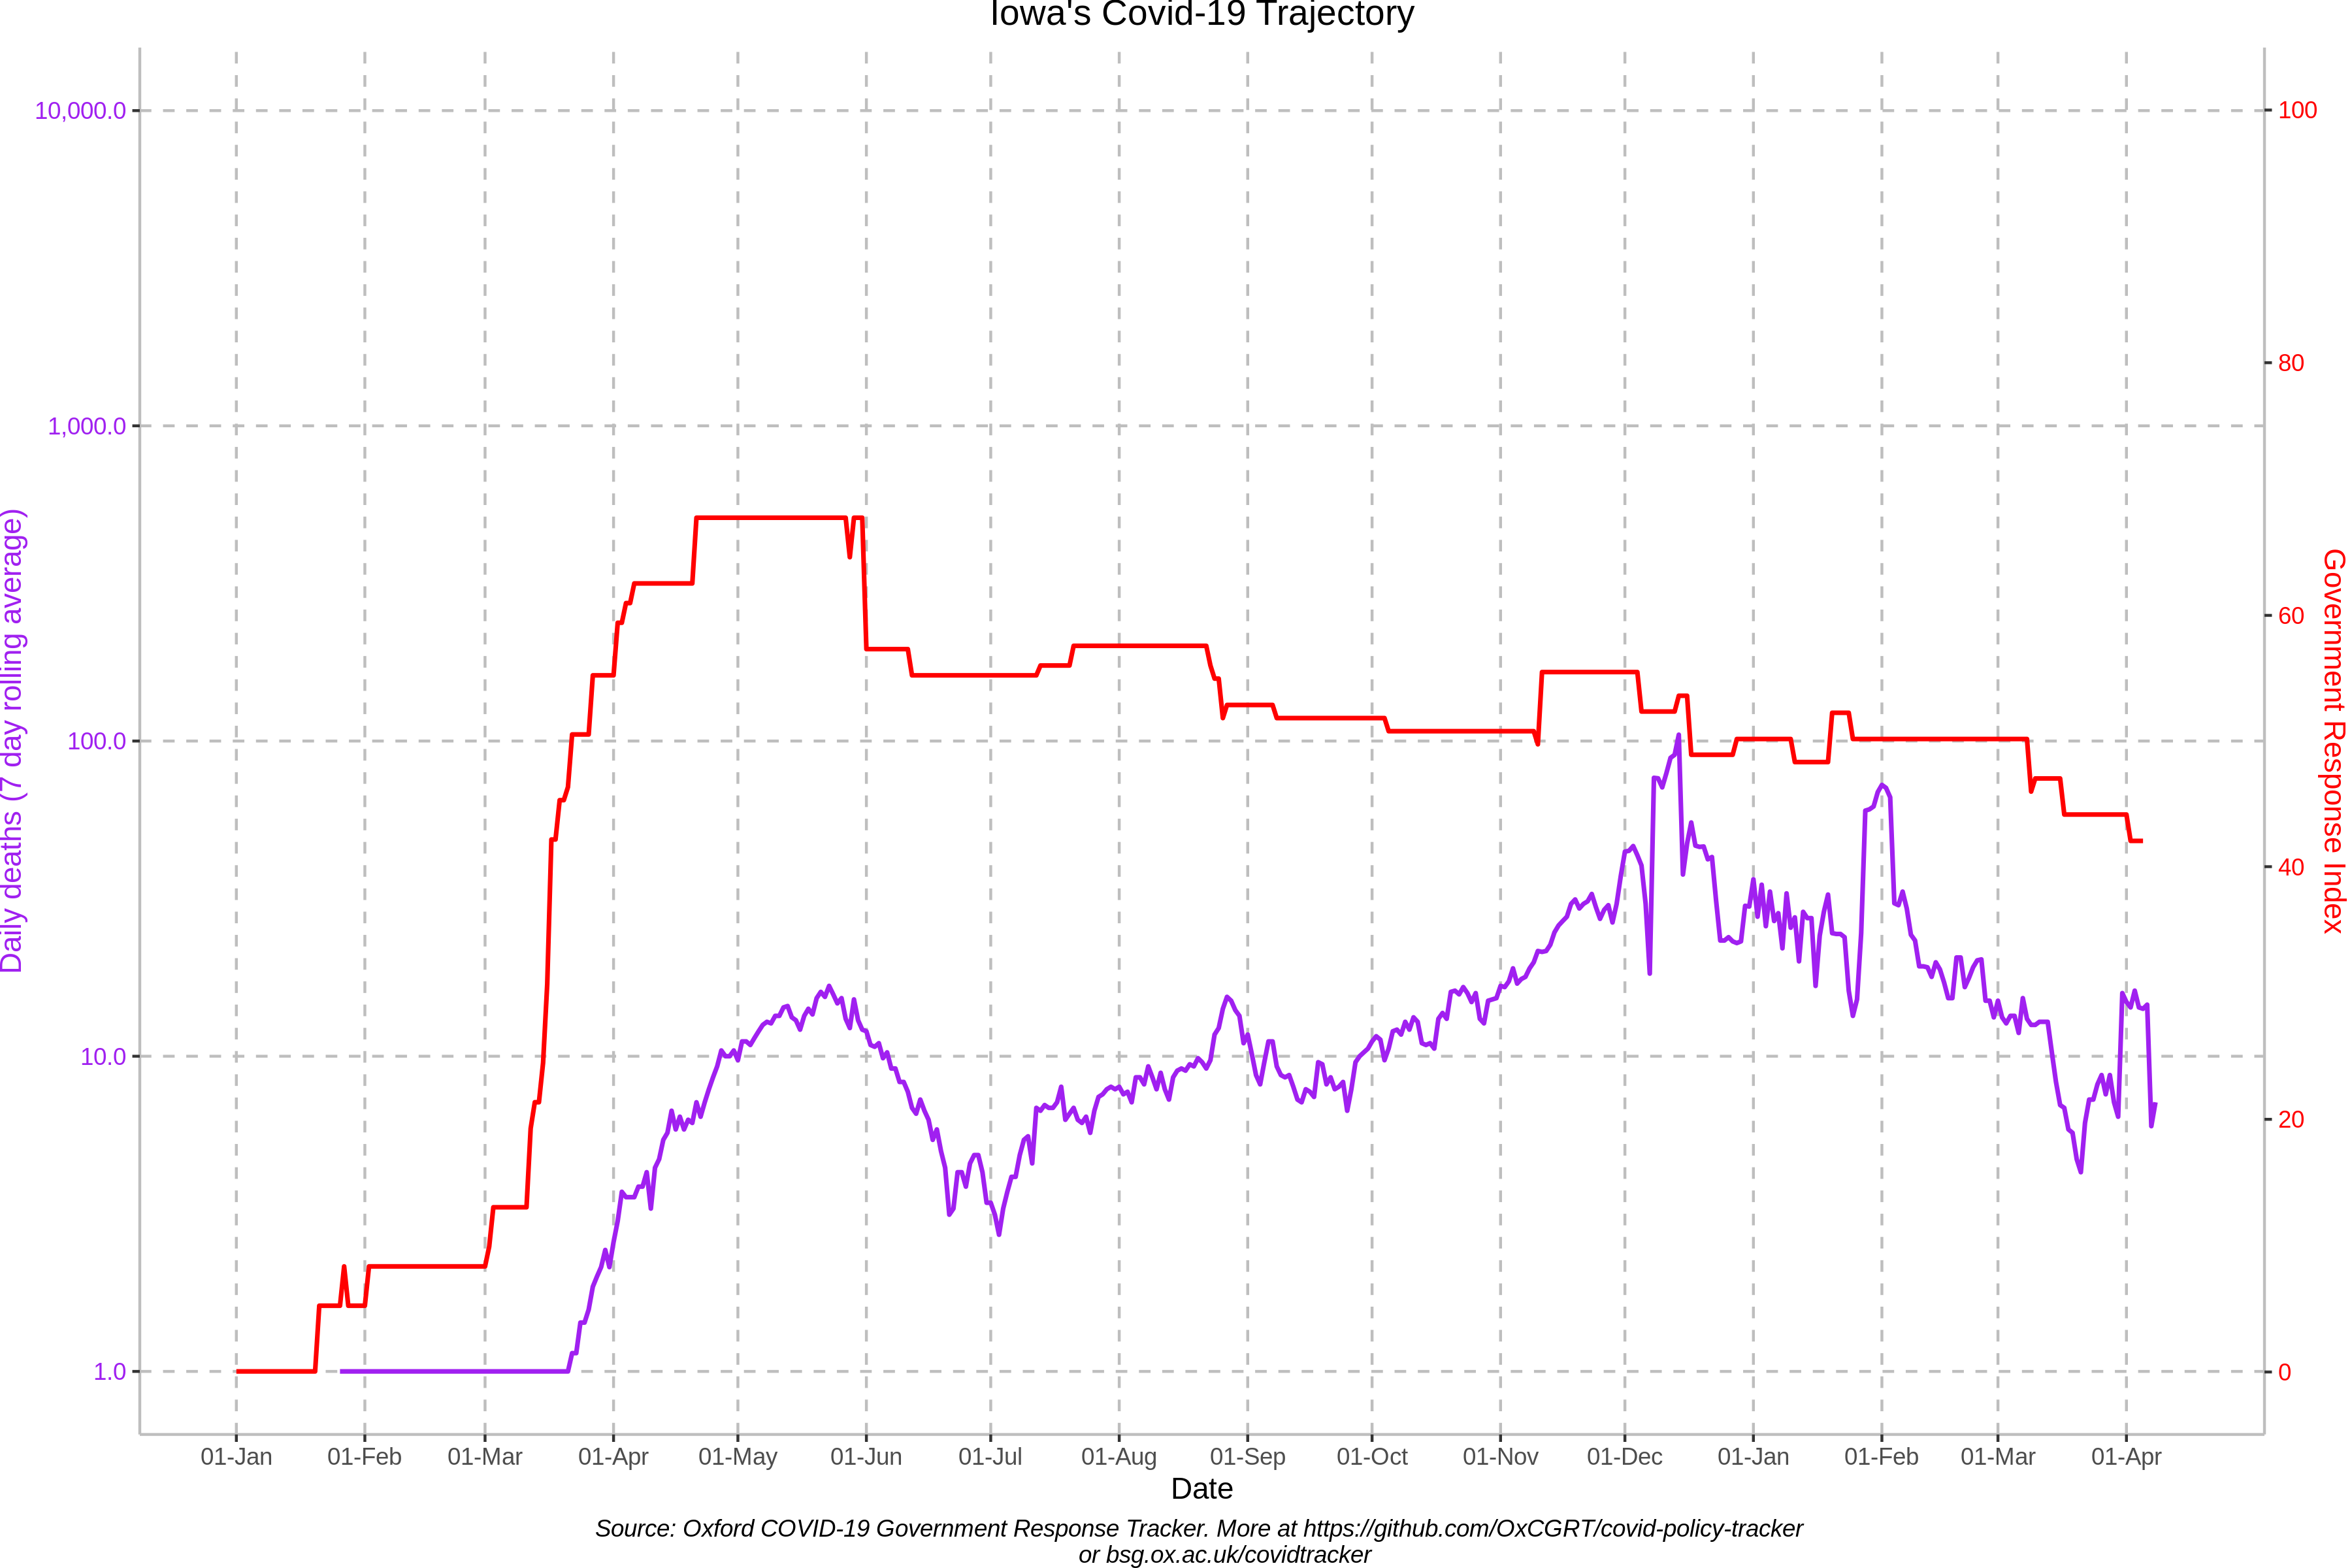 Iowa's Covid-19 Trajectory
10,000.0
1,000.0
100.0
10.0
1.0
Daily deaths (7 day rolling average)
100
80
60
40
20
0
Government Response Index
01-Jan 01-Feb 01-Mar 01-Apr 01-May 01-Jun 01-Jul 01-Aug 01-Sep 01-Oct 01-Nov 01-Dec 01-Jan 01-Feb 01-Mar 01-Apr
Date
Source: Oxford COVID-19 Government Response Tracker. More at https://github.com/OxCGRT/covid-policy-tracker
or bsg.ox.ac.uk/covidtracker